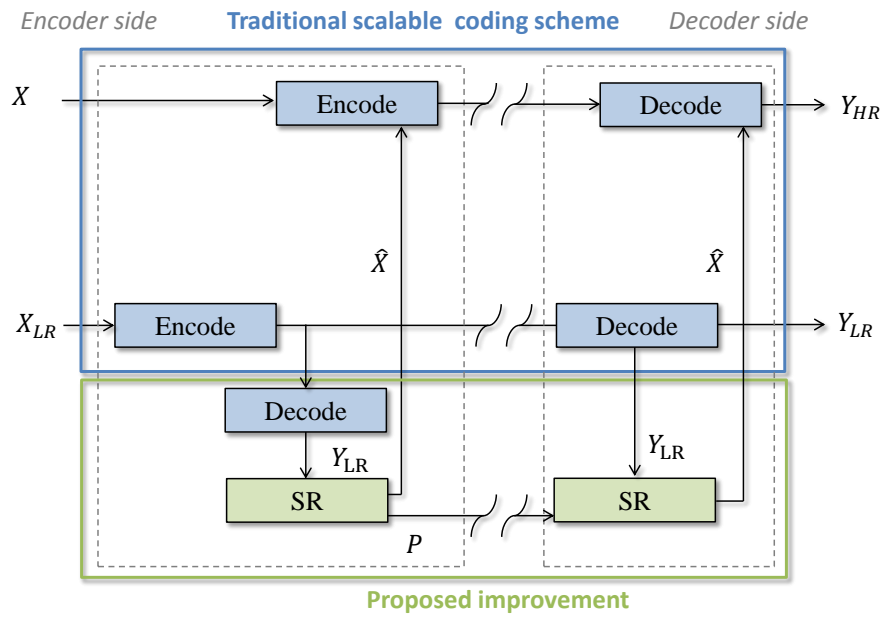 Encoder side Traditional scalable coding scheme Decoder side
X Encode Decode Y_HR
X̂ X̂
X_LR Encode Decode Y_LR
Decode
Y_LR Y_LR
SR SR
P
Proposed improvement